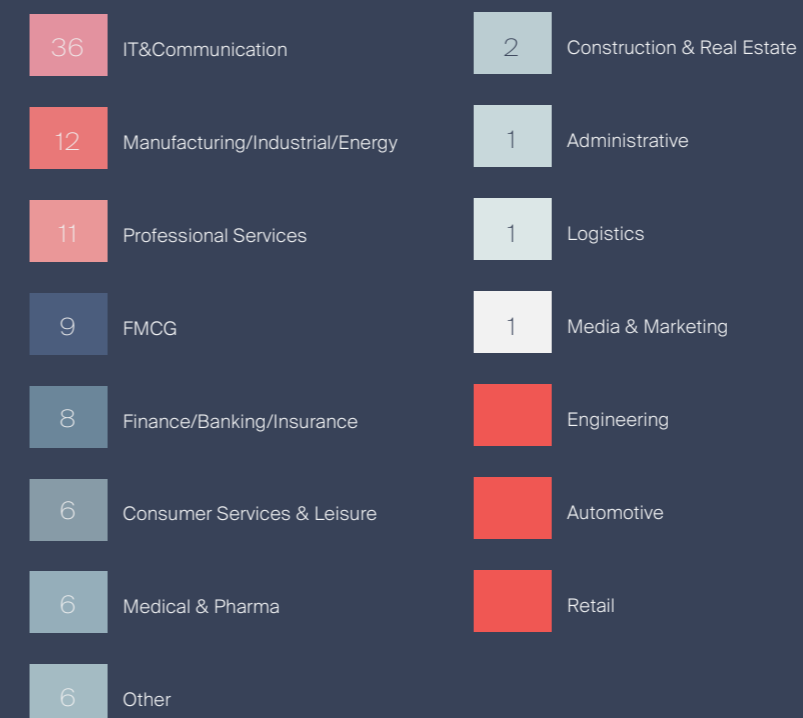 36 IT&Communication
12 Manufacturing/Industrial/Energy
11 Professional Services
9 FMCG
8 Finance/Banking/Insurance
6 Consumer Services & Leisure
6 Medical & Pharma
6 Other
2 Construction & Real Estate
1 Administrative
1 Logistics
1 Media & Marketing
Engineering
Automotive
Retail